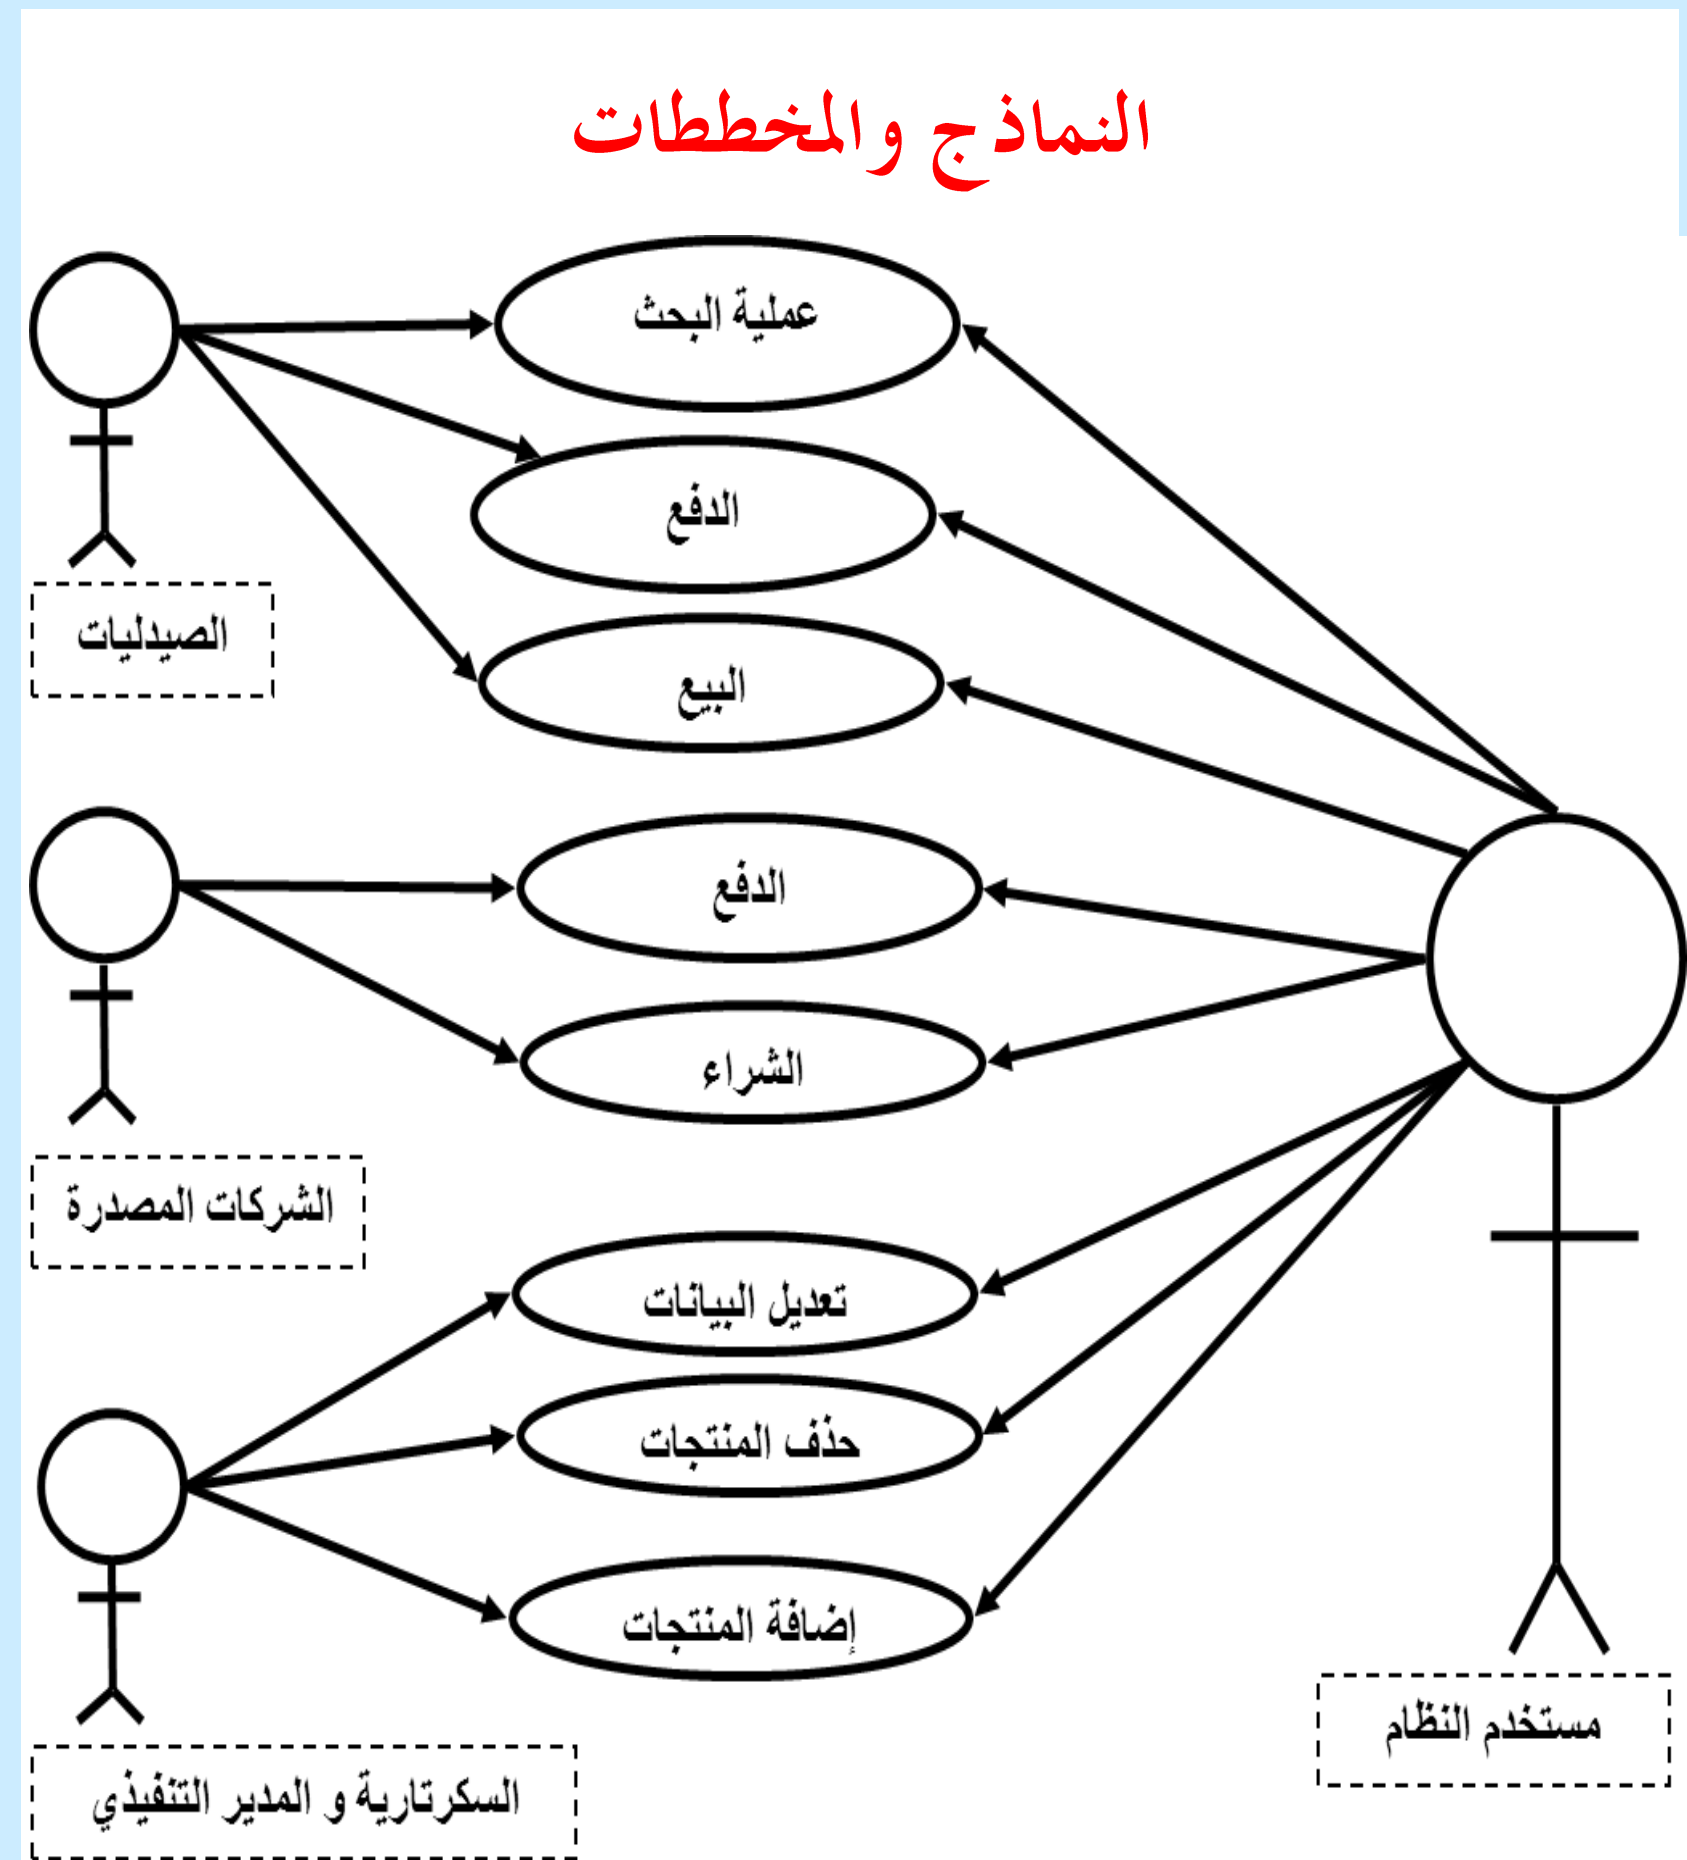 النماذج والمخططات
عملية البحث
الدفع
البيع
الصيدليات
الدفع
الشراء
الشركات المصدرة
تعديل البيانات
حذف المنتجات
إضافة المنتجات
مستخدم النظام
السكرتارية و المدير التنفيذي